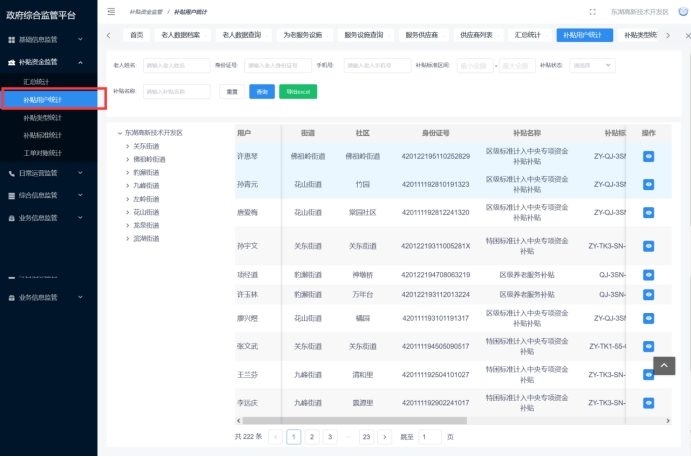 政府综合监管平台
补贴资金监管 / 补贴用户统计
东湖高新技术开发区
首页 老人数据档案 老人数据查询 为老服务设施 服务设施查询 服务供应商 供应商列表 汇总统计 补贴用户统计 补贴类型统
基础信息监管
补贴资金监管
汇总统计
补贴用户统计
补贴类型统计
补贴标准统计
工单对账统计
日常运营监管
综合信息监管
业务信息监管
业务信息监管
老人姓名: 请输入老人姓名 身份证号: 请输入老人身份证号 手机号: 请输入老人手机号 补贴标准区间: 最小金额 - 最大金额 补贴状态: 请选择
补贴名称: 请输入补贴名称 重置 查询 导出excel
东湖高新技术开发区
关东街道
佛祖岭街道
豹澥街道
九峰街道
左岭街道
花山街道
龙泉街道
滨湖街道
用户 街道 社区 身份证号 补贴名称 补贴标 操作
许惠琴 佛祖岭街道 佛祖岭街道 420122195110252829 区级标准计入中央专项资金补贴补贴 ZY-QJ-3SN
孙青元 花山街道 竹园 420111192810191323 区级标准计入中央专项资金补贴补贴 ZY-QJ-3SN
唐爱梅 花山街道 420111192812241320 区级标准计入中央专项资金补贴补贴 ZY-QJ-3SN
孙宇文 关东街道 关东街道 42012219311005281X 特困标准计入中央专项资金补贴 ZY-TK3-SN-
项经道 豹澥街道 神墩桥 420122194708063219 区级养老服务补贴 QJ-3SN-
许玉林 豹澥街道 万年台 420122193112013224 区级养老服务补贴 QJ-3SN-
廖兴煜 花山街道 橘园 420111193101191317 区级标准计入中央专项资金补贴补贴 ZY-QJ-3SN
张文武 关东街道 关东街道 420111194505090517 特困标准计入中央专项资金补贴 ZY-TK1-55-
王兰芬 九峰街道 清和里 420111192504101027 特困标准计入中央专项资金补贴 ZY-TK3-SN-
李远庆 九峰街道 420111192902241017 特困标准计入中央专项资金补贴 ZY-TK3-SN-
共 222 条 1 2 3 ··· 23 跳至 1 页